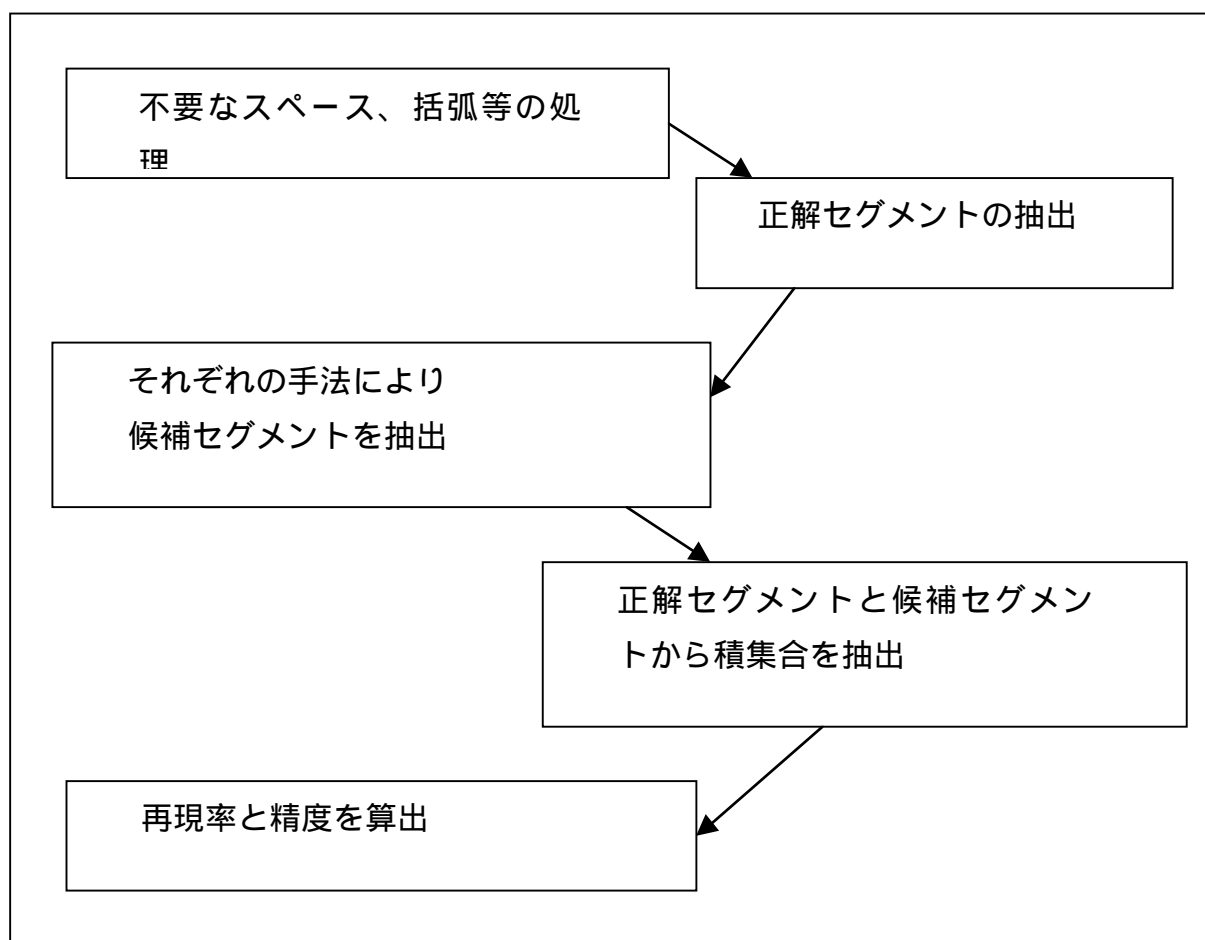 不要なスペース、括弧等の処
理
正解セグメントの抽出
それぞれの手法により
候補セグメントを抽出
正解セグメントと候補セグメン
トから積集合を抽出
再現率と精度を算出